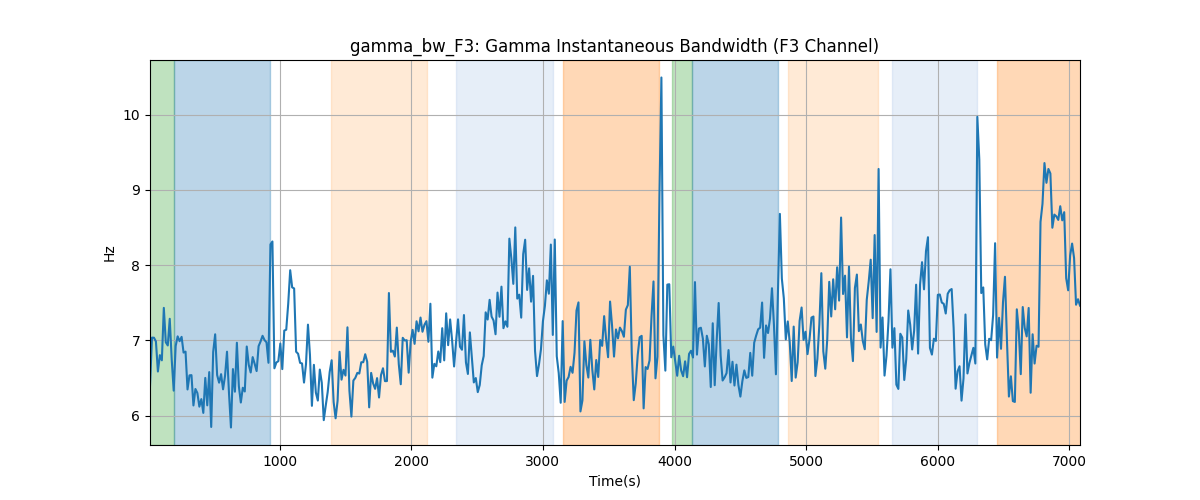 gamma_bw_F3: Gamma Instantaneous Bandwidth (F3 Channel)
10
9
8
7
6
Hz
1000 2000 3000 4000 5000 6000 7000
Time(s)